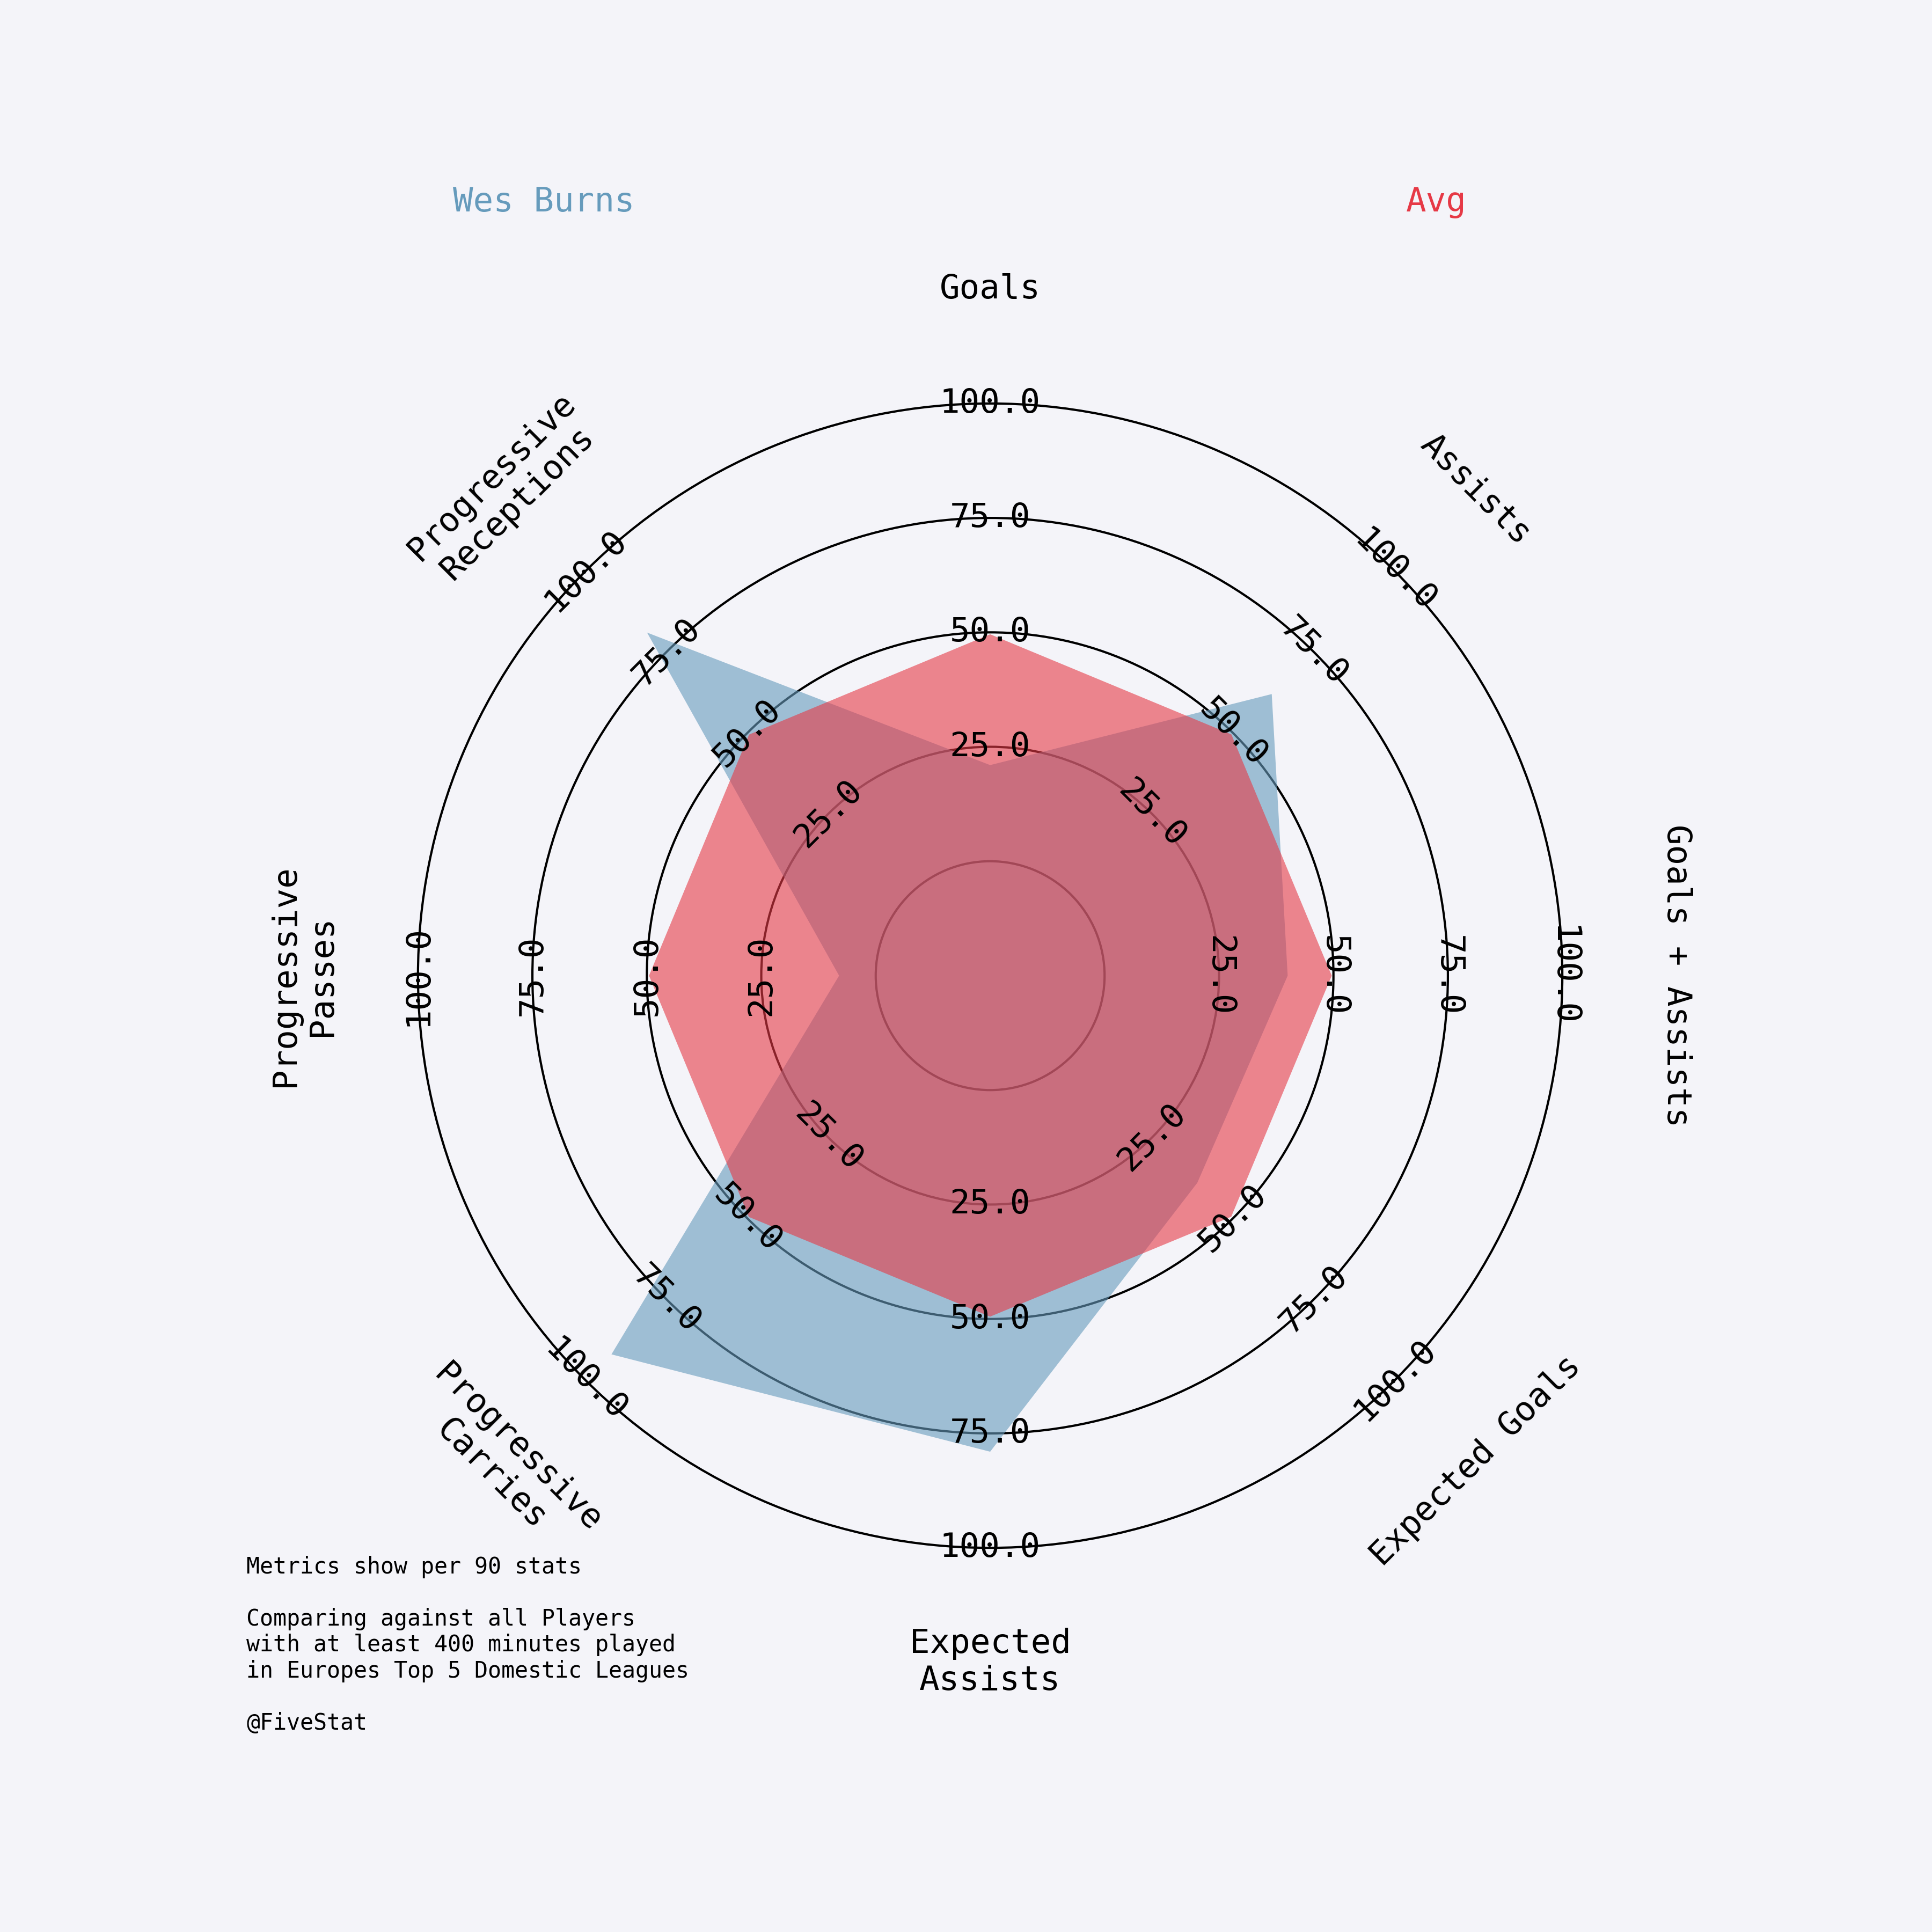 Wes Burns
Avg
Goals
Assists
Goals + Assists
Expected Goals
Expected
Assists
Progressive
Carries
Progressive
Passes
Progressive
Receptions
25.0
50.0
75.0
100.0
25.0
50.0
75.0
100.0
25.0
50.0
75.0
100.0
25.0
50.0
75.0
100.0
25.0
50.0
75.0
100.0
25.0
50.0
75.0
100.0
25.0
50.0
75.0
100.0
25.0
50.0
75.0
100.0
Metrics show per 90 stats
Comparing against all Players
with at least 400 minutes played
in Europes Top 5 Domestic Leagues
@FiveStat